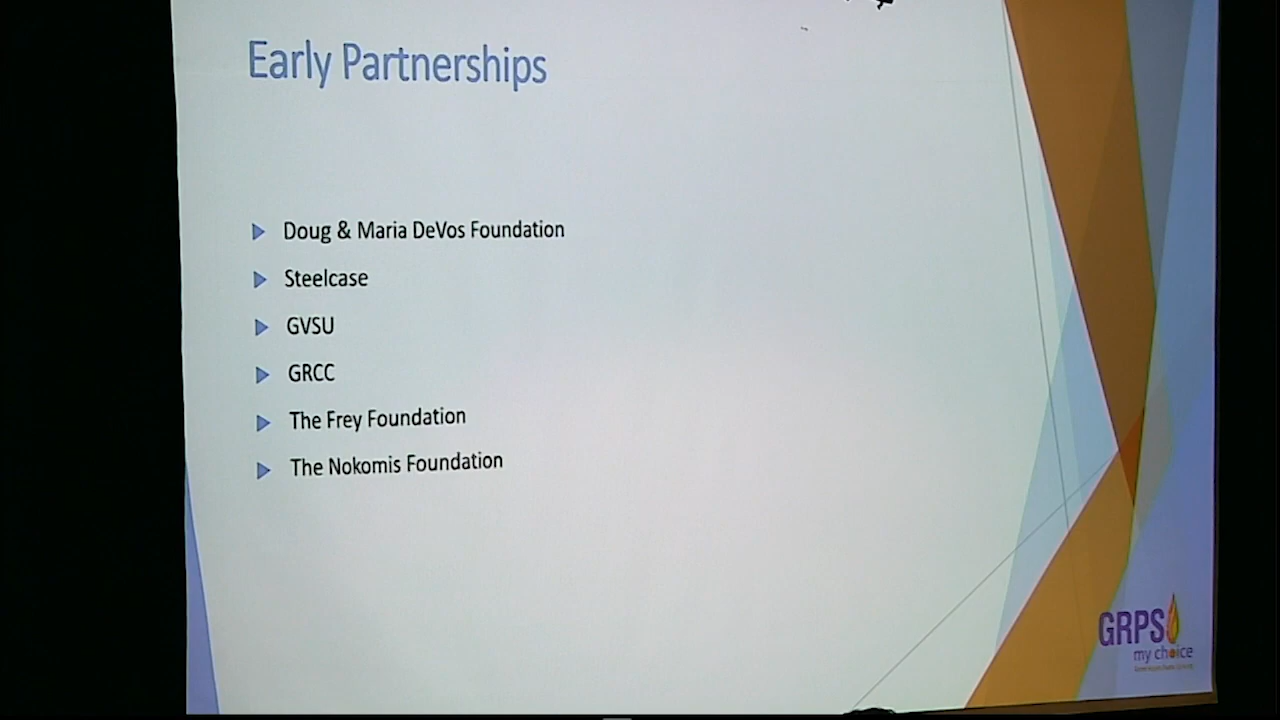 Early Partnerships
Doug & Maria DeVos Foundation
Steelcase
GVSU
GRCC
The Frey Foundation
The Nokomis Foundation
GRPS
my choice